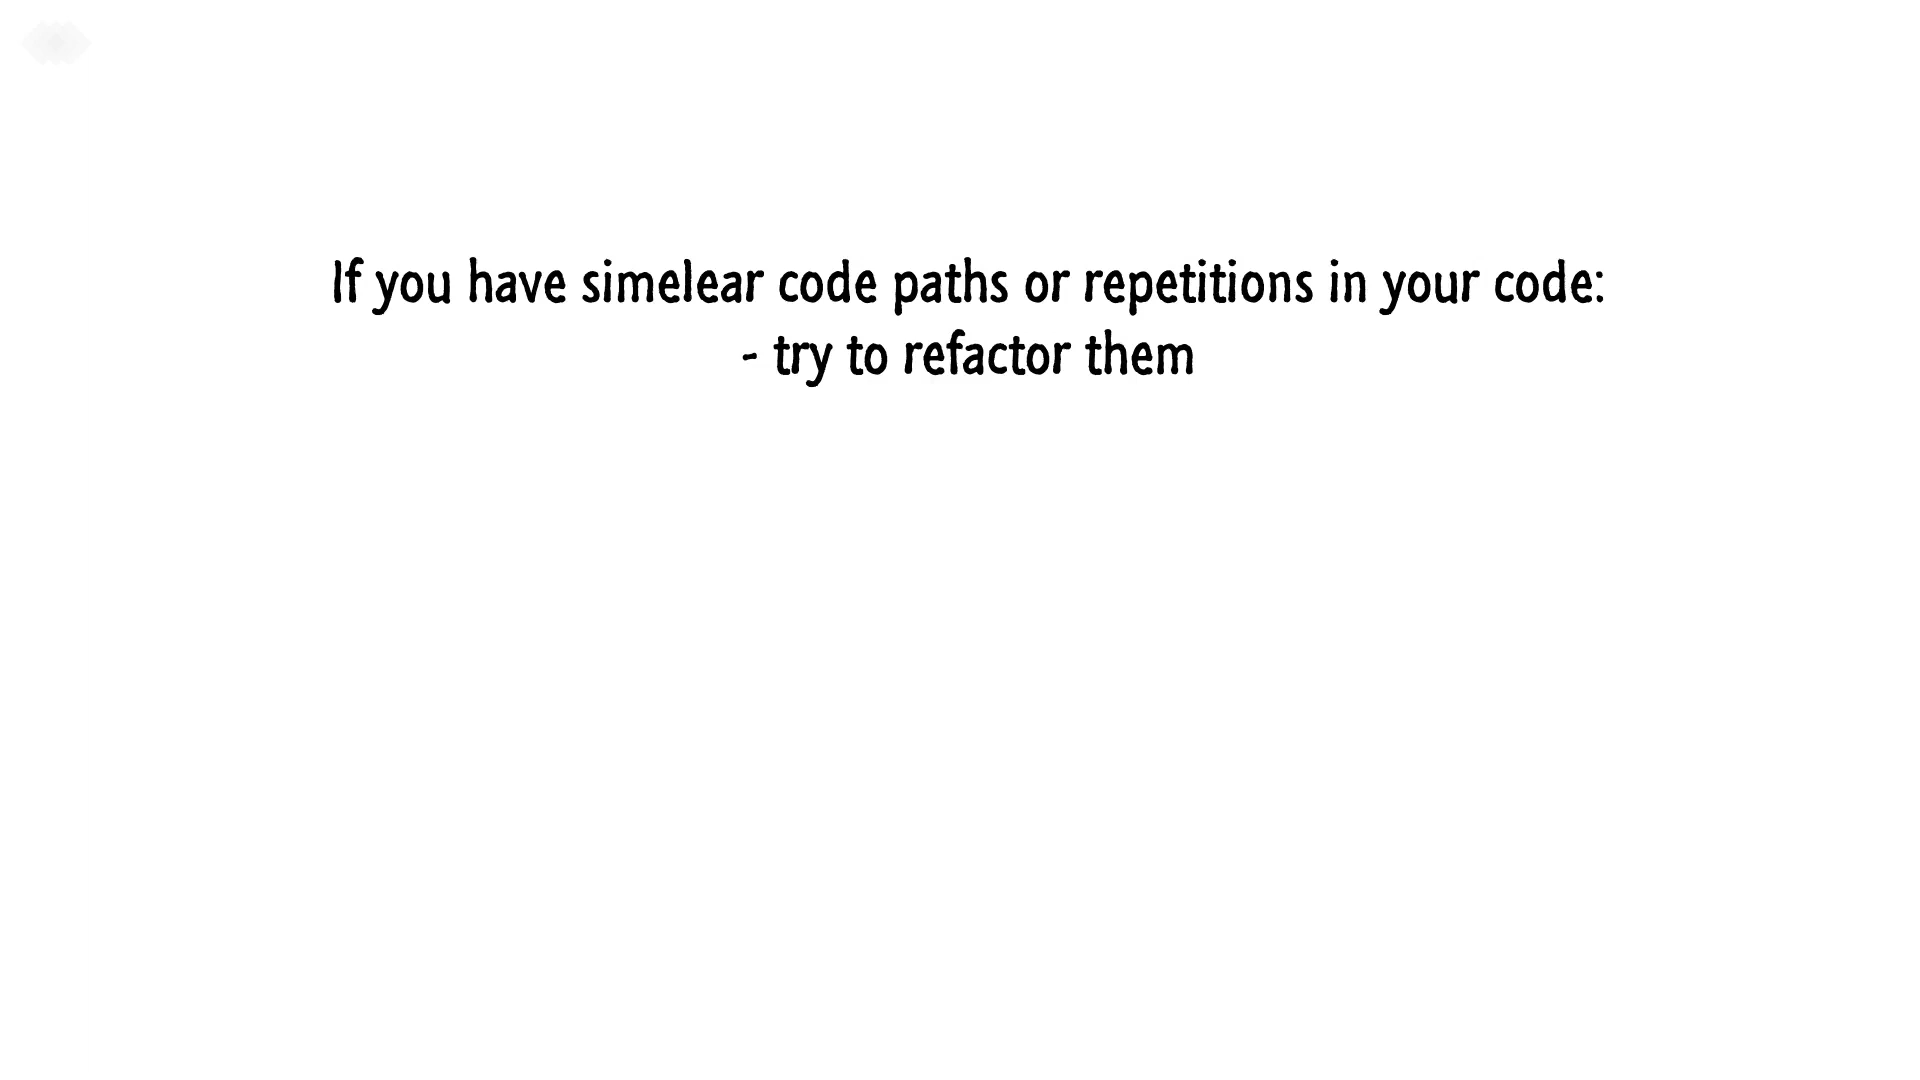 If you have simelear code paths or repetitions in your code:
- try to refactor them